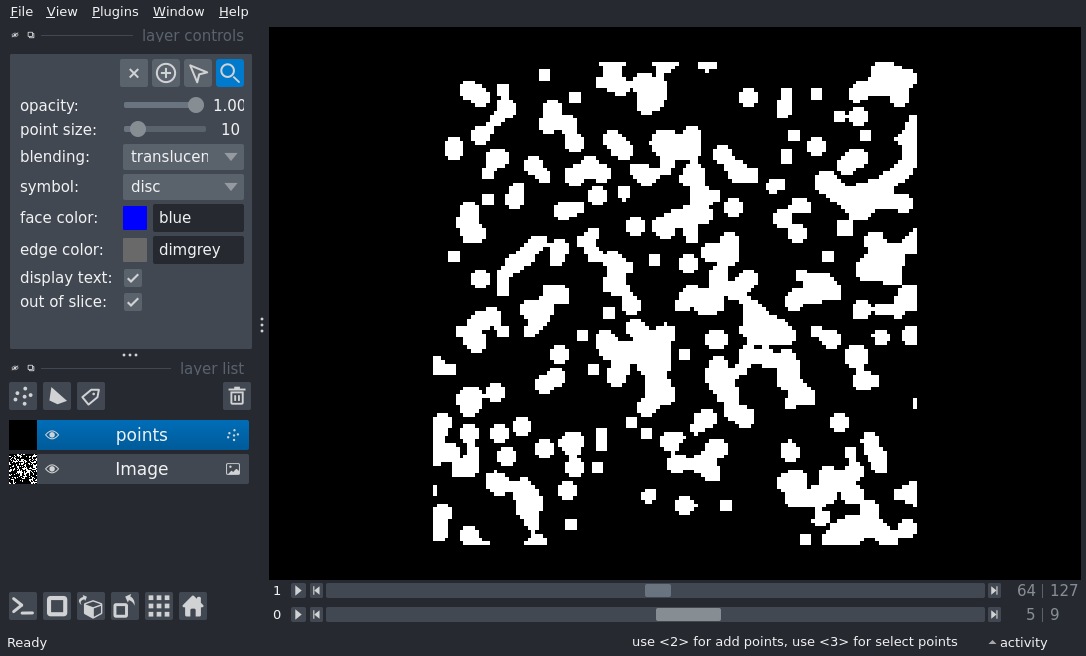 File View Plugins Window Help
layer controls
opacity: 1.00
point size: 10
blending: translucen
symbol: disc
face color: blue
edge color: dimgrey
display text:
out of slice:
layer list
points
Image
1 64 | 127
0 5 | 9
Ready use <2> for add points, use <3> for select points activity